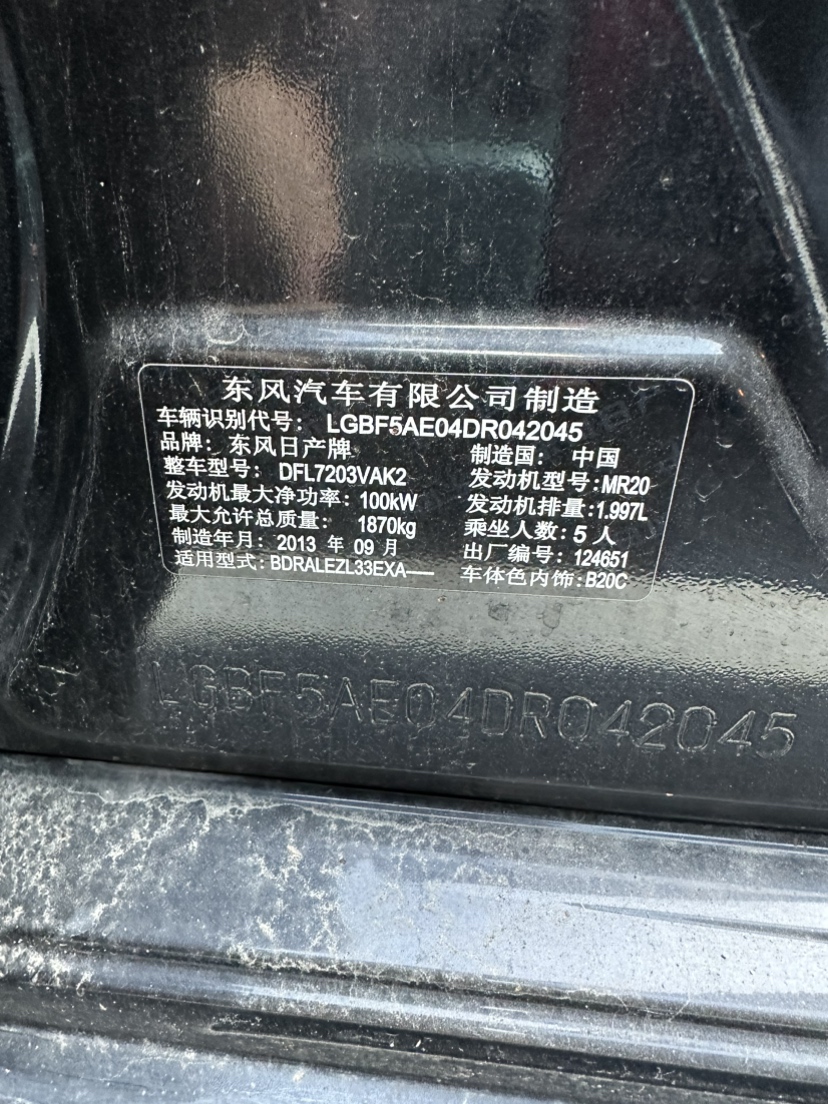 东风汽车有限公司制造
车辆识别代号: LGBF5AE04DR042045
品牌: 东风日产牌 制造国: 中国
整车型号: DFL7203VAK2 发动机型号:MR20
发动机最大净功率: 100kW 发动机排量:1.997L
最大允许总质量: 1870kg 乘坐人数: 5 人
制造年月: 2013 年 09 月 出厂编号: 124651
适用型式: BDRALEZL33EXA— 车体色内饰:B20C
LGBF5AE04DR042045